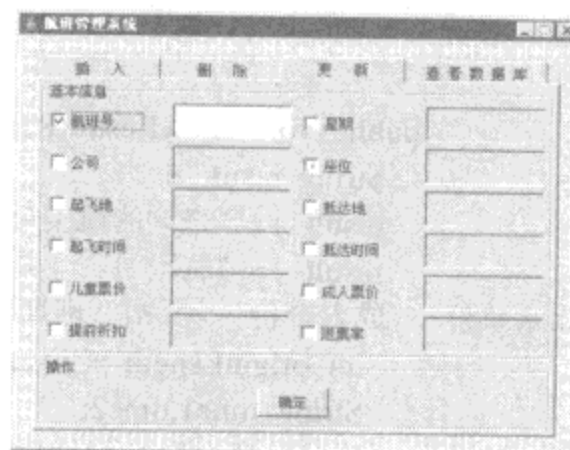 航班管理系统
插 入 删 除 更 新 查看数据库
基本信息
航班号 星期
公司 座位
起飞地 抵达地
起飞时间 抵达时间
儿童票价 成人票价
提前折扣 退票率
操作
确定